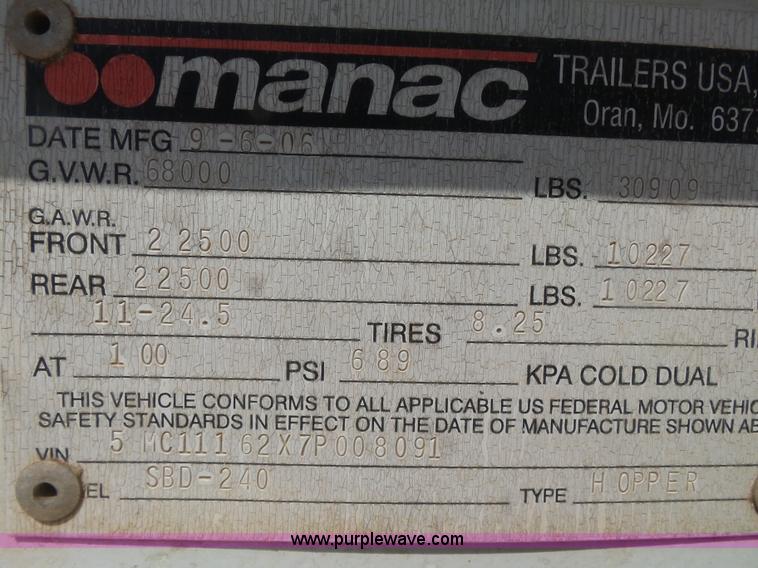 manac TRAILERS USA,
Oran, Mo. 637
DATE MFG 9-6-06
G.V.W.R. 68000 LBS. 30909
G.A.W.R.
FRONT 22500 LBS. 10227
REAR 22500 LBS. 10227
11-24.5 TIRES 8.25 RI
AT 100 PSI 689 KPA COLD DUAL
THIS VEHICLE CONFORMS TO ALL APPLICABLE US FEDERAL MOTOR VEHIC
SAFETY STANDARDS IN EFFECT ON THE DATE OF MANUFACTURE SHOWN AB
VIN 5MC111162X7P008091
EL SBD-240 TYPE HOPPER
www.purplewave.com